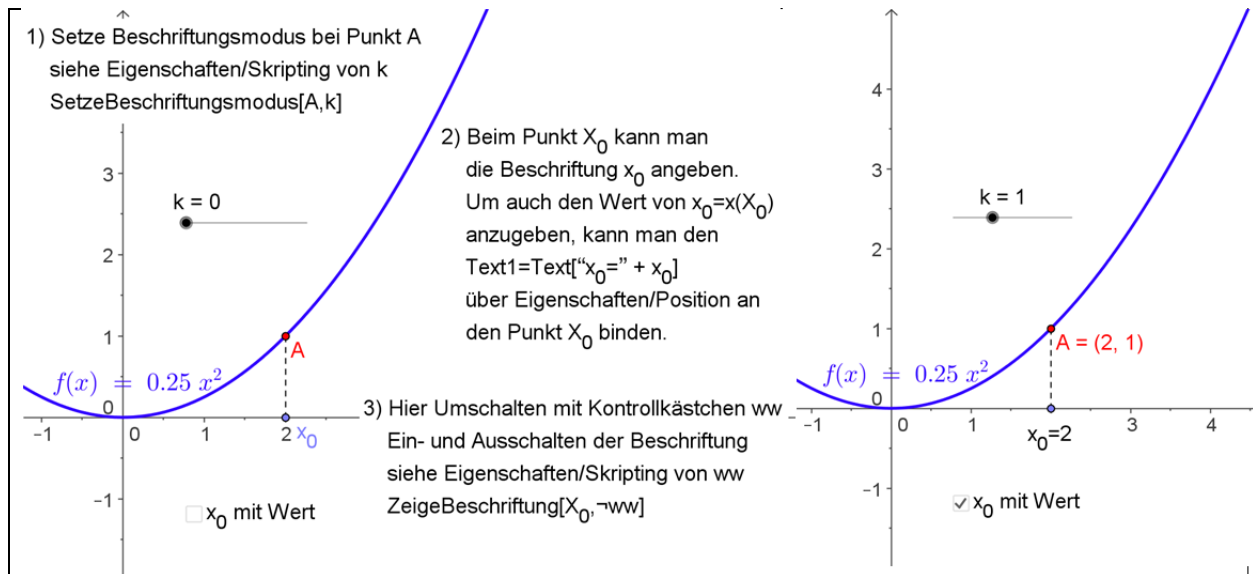 1) Setze Beschriftungsmodus bei Punkt A
siehe Eigenschaften/Skripting von k
SetzeBeschriftungsmodus[A,k]
k = 0
3
2
1
0
-1
-1
0
1
2
x₀
A
f(x) = 0.25 x²
x₀ mit Wert
2) Beim Punkt X₀ kann man
die Beschriftung x₀ angeben.
Um auch den Wert von x₀=x(X₀)
anzugeben, kann man den
Text1=Text[“x₀=” + x₀]
über Eigenschaften/Position an
den Punkt X₀ binden.
3) Hier Umschalten mit Kontrollkästchen ww
Ein- und Ausschalten der Beschriftung
siehe Eigenschaften/Skripting von ww
ZeigeBeschriftung[X₀,¬ww]
4
3
2
1
0
-1
k = 1
A = (2, 1)
f(x) = 0.25 x²
-1
0
1
x₀=2
3
4
x₀ mit Wert